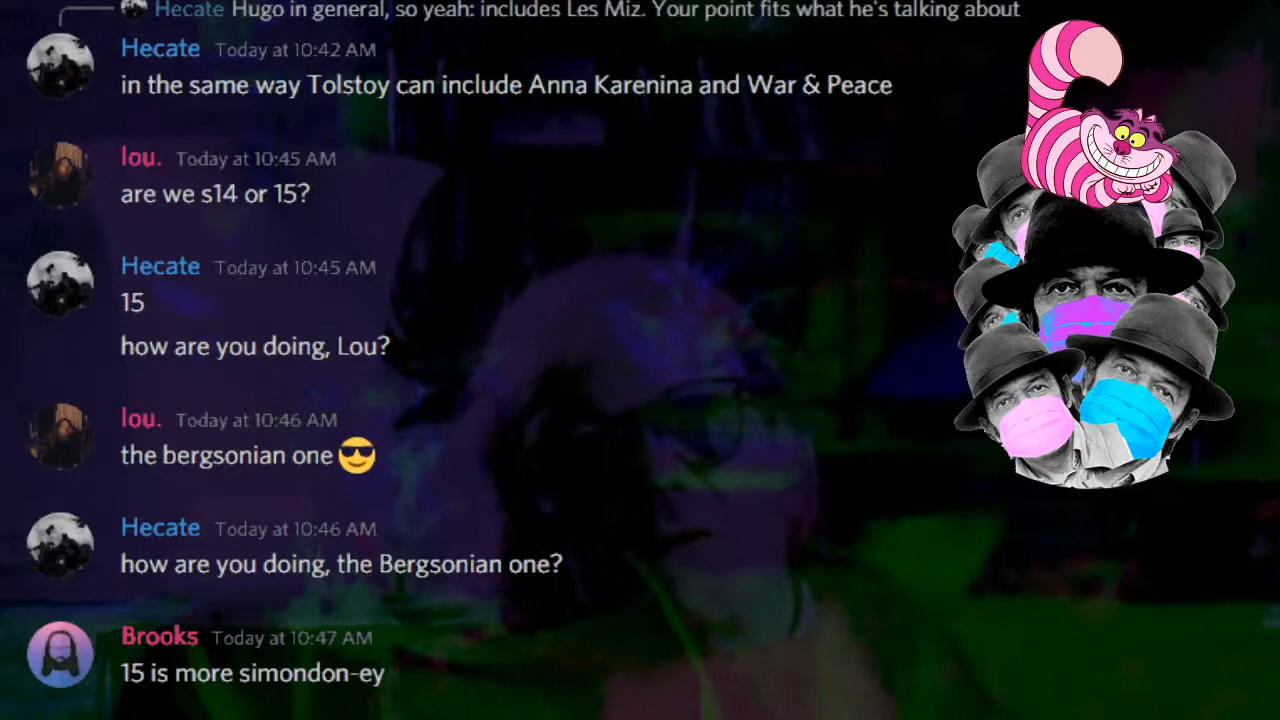 Hecate Hugo in general, so yeah: includes Les Miz. Your point fits what he's talking about
Hecate Today at 10:42 AM
in the same way Tolstoy can include Anna Karenina and War & Peace
lou. Today at 10:45 AM
are we s14 or 15?
Hecate Today at 10:45 AM
15
how are you doing, Lou?
lou. Today at 10:46 AM
the bergsonian one 😎
Hecate Today at 10:46 AM
how are you doing, the Bergsonian one?
Brooks Today at 10:47 AM
15 is more simondon-ey